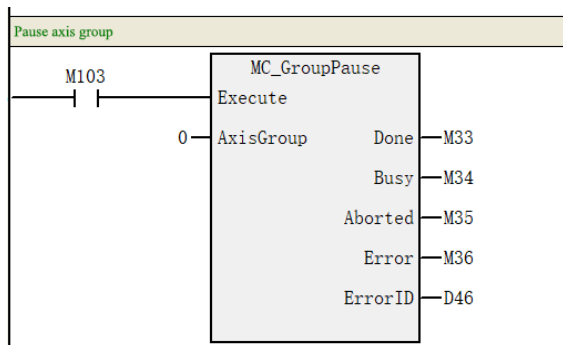 Pause axis group
M103
MC_GroupPause
Execute
0 AxisGroup Done M33
Busy M34
Aborted M35
Error M36
ErrorID D46